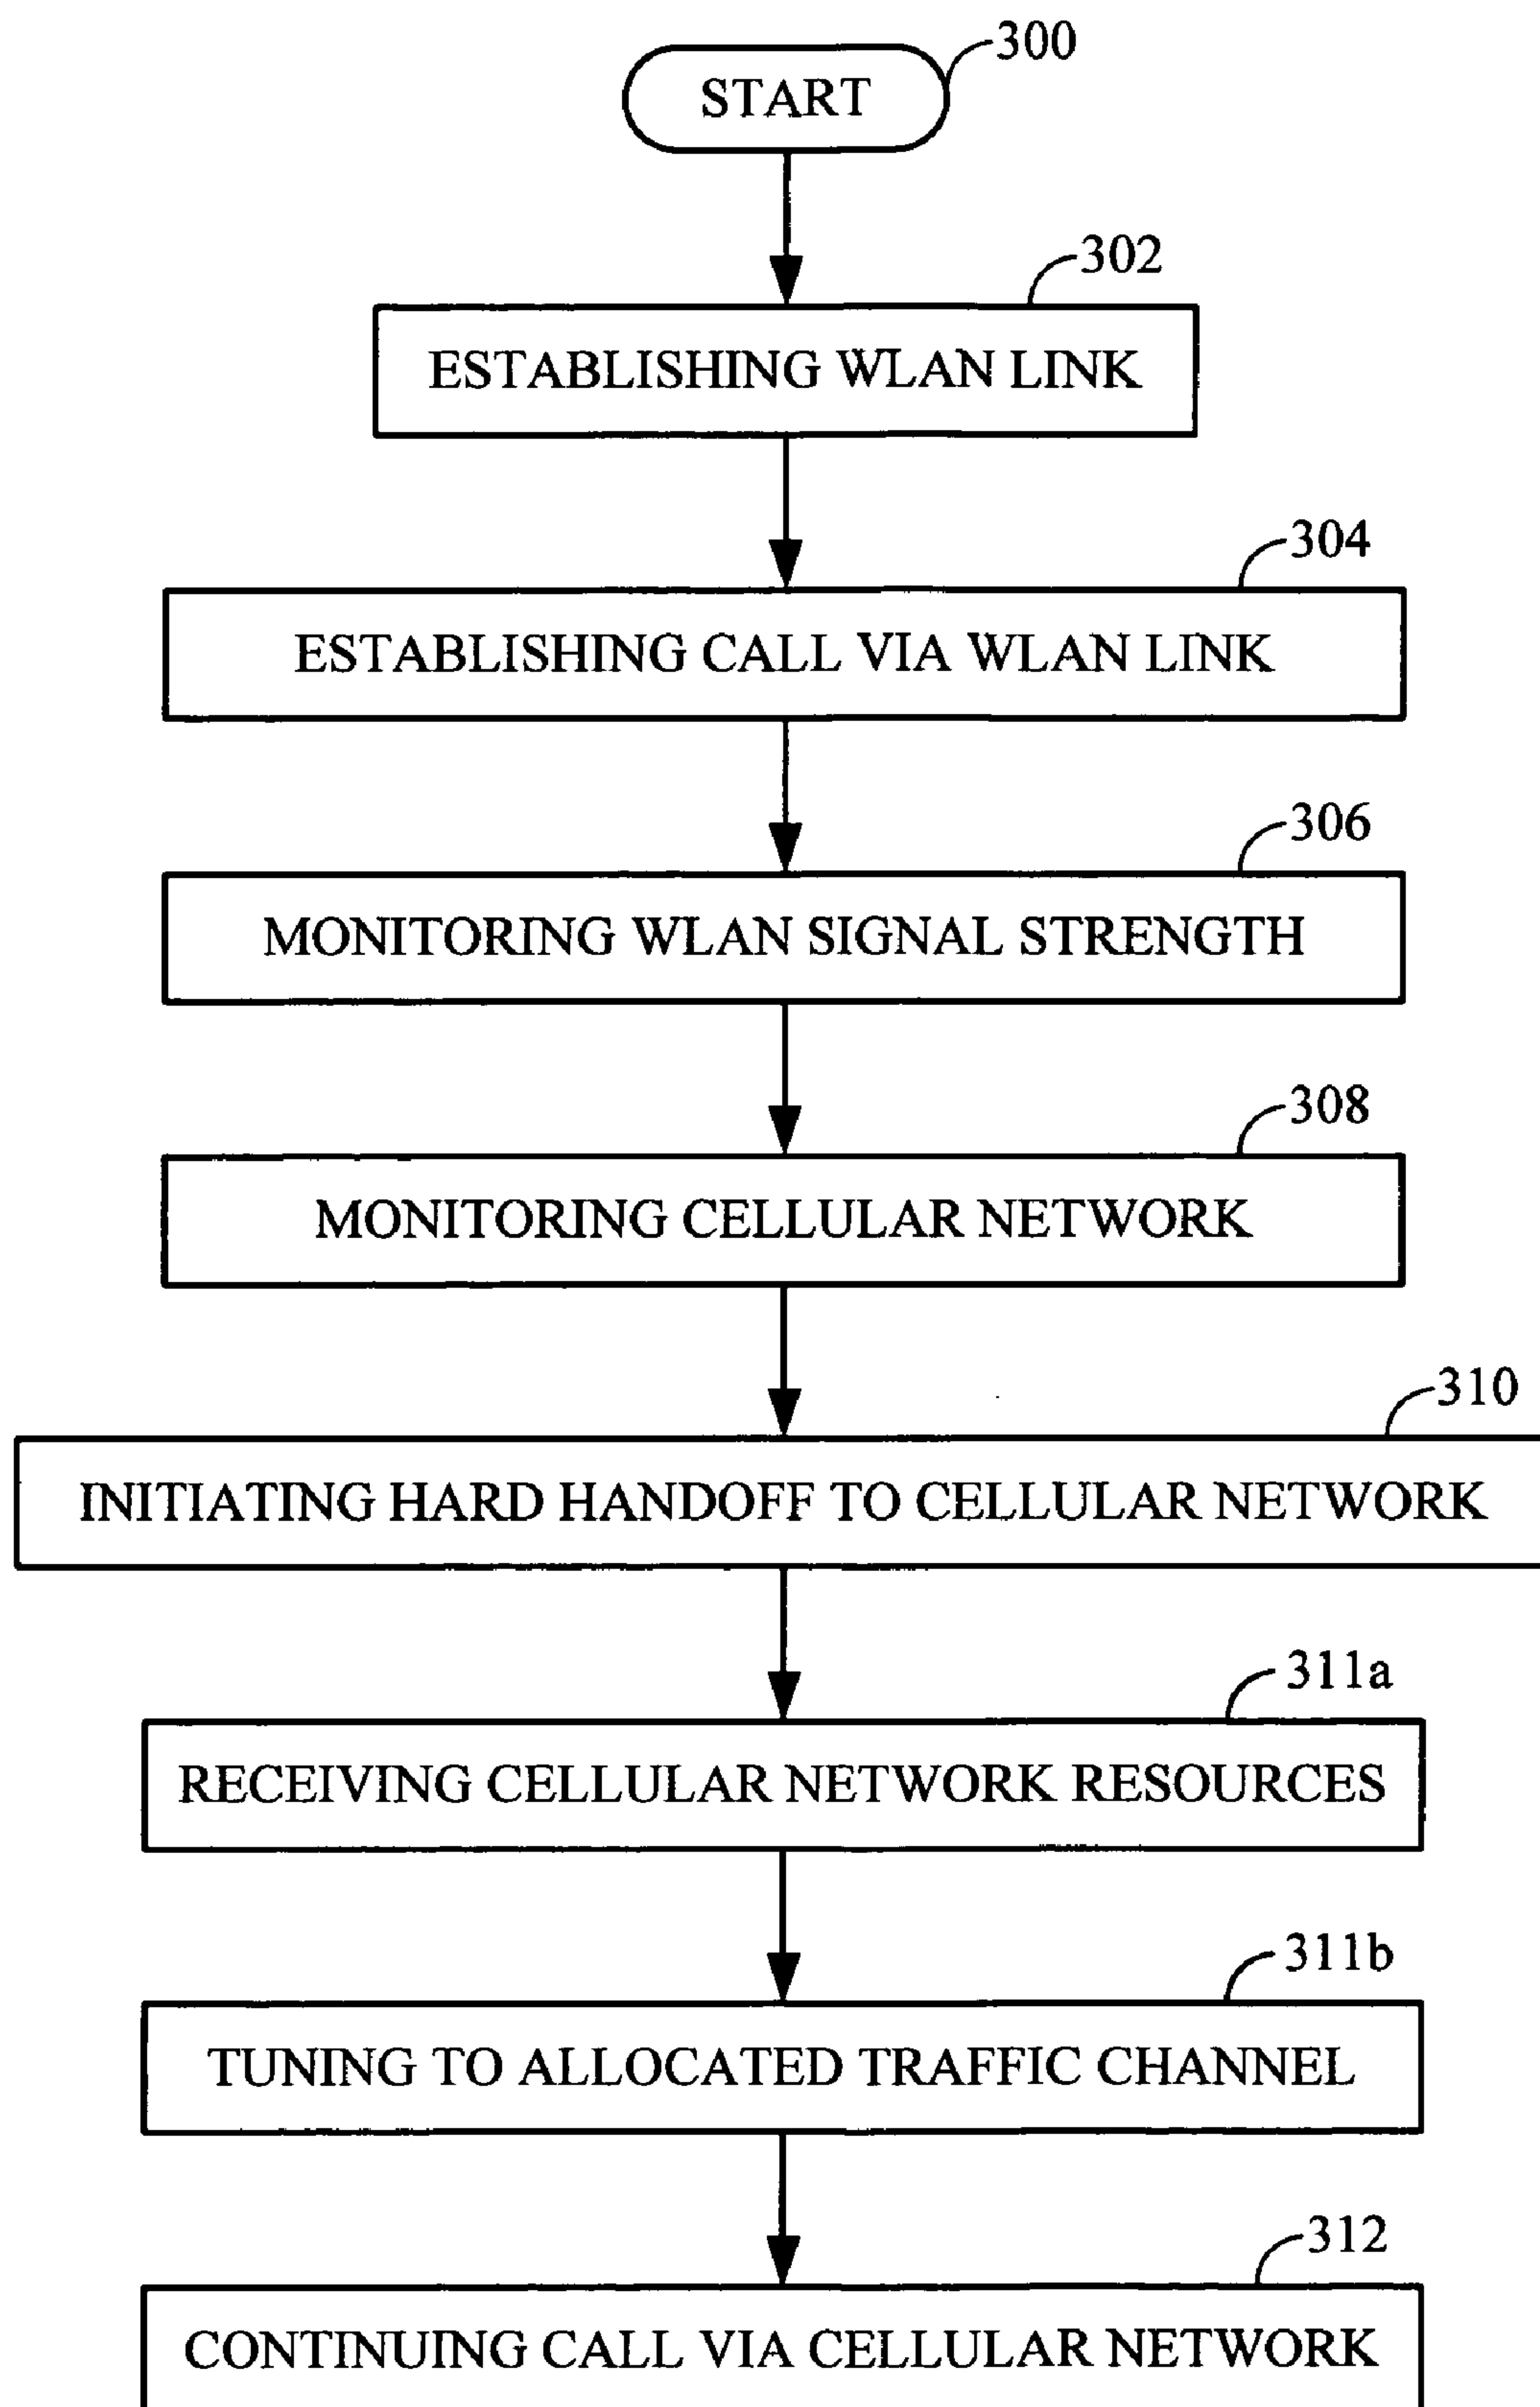 300
START
302
ESTABLISHING WLAN LINK
304
ESTABLISHING CALL VIA WLAN LINK
306
MONITORING WLAN SIGNAL STRENGTH
308
MONITORING CELLULAR NETWORK
310
INITIATING HARD HANDOFF TO CELLULAR NETWORK
311a
RECEIVING CELLULAR NETWORK RESOURCES
311b
TUNING TO ALLOCATED TRAFFIC CHANNEL
312
CONTINUING CALL VIA CELLULAR NETWORK